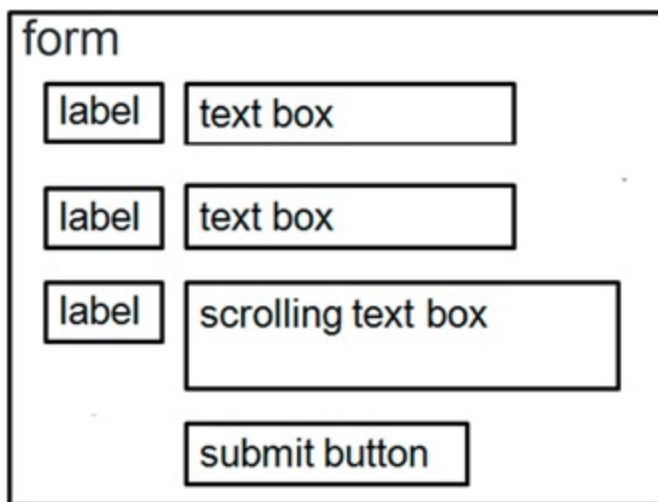 form
label text box
label text box
label scrolling text box
submit button